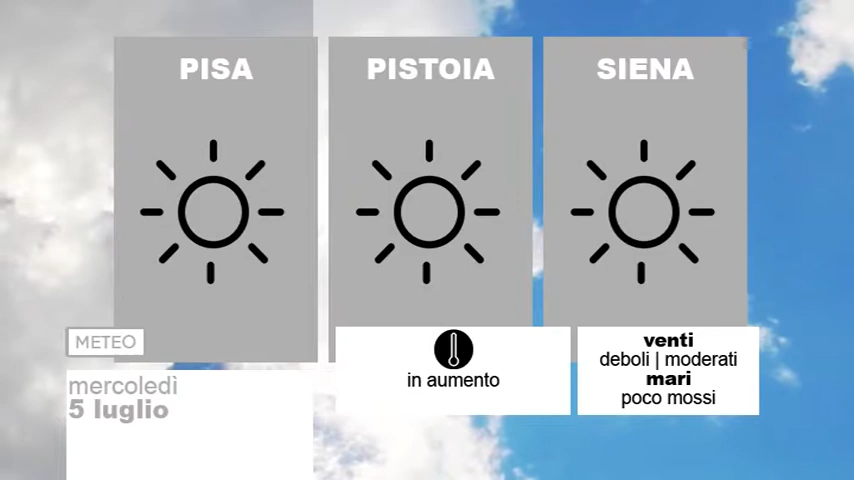 PISA
PISTOIA
SIENA
METEO
mercoledì
5 luglio
in aumento
venti
deboli | moderati
mari
poco mossi